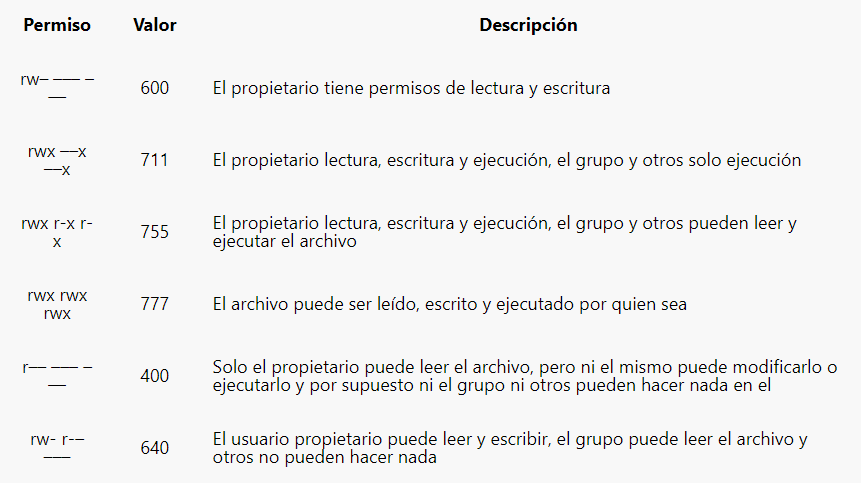 Permiso Valor Descripción
rw– ––– –
––
600 El propietario tiene permisos de lectura y escritura
rwx ––x
––x
711 El propietario lectura, escritura y ejecución, el grupo y otros solo ejecución
rwx r-x r-
x
755 El propietario lectura, escritura y ejecución, el grupo y otros pueden leer y
ejecutar el archivo
rwx rwx
rwx
777 El archivo puede ser leído, escrito y ejecutado por quien sea
r–– ––– –
––
400 Solo el propietario puede leer el archivo, pero ni el mismo puede modificarlo o
ejecutarlo y por supuesto ni el grupo ni otros pueden hacer nada en el
rw- r-–
–––
640 El usuario propietario puede leer y escribir, el grupo puede leer el archivo y
otros no pueden hacer nada